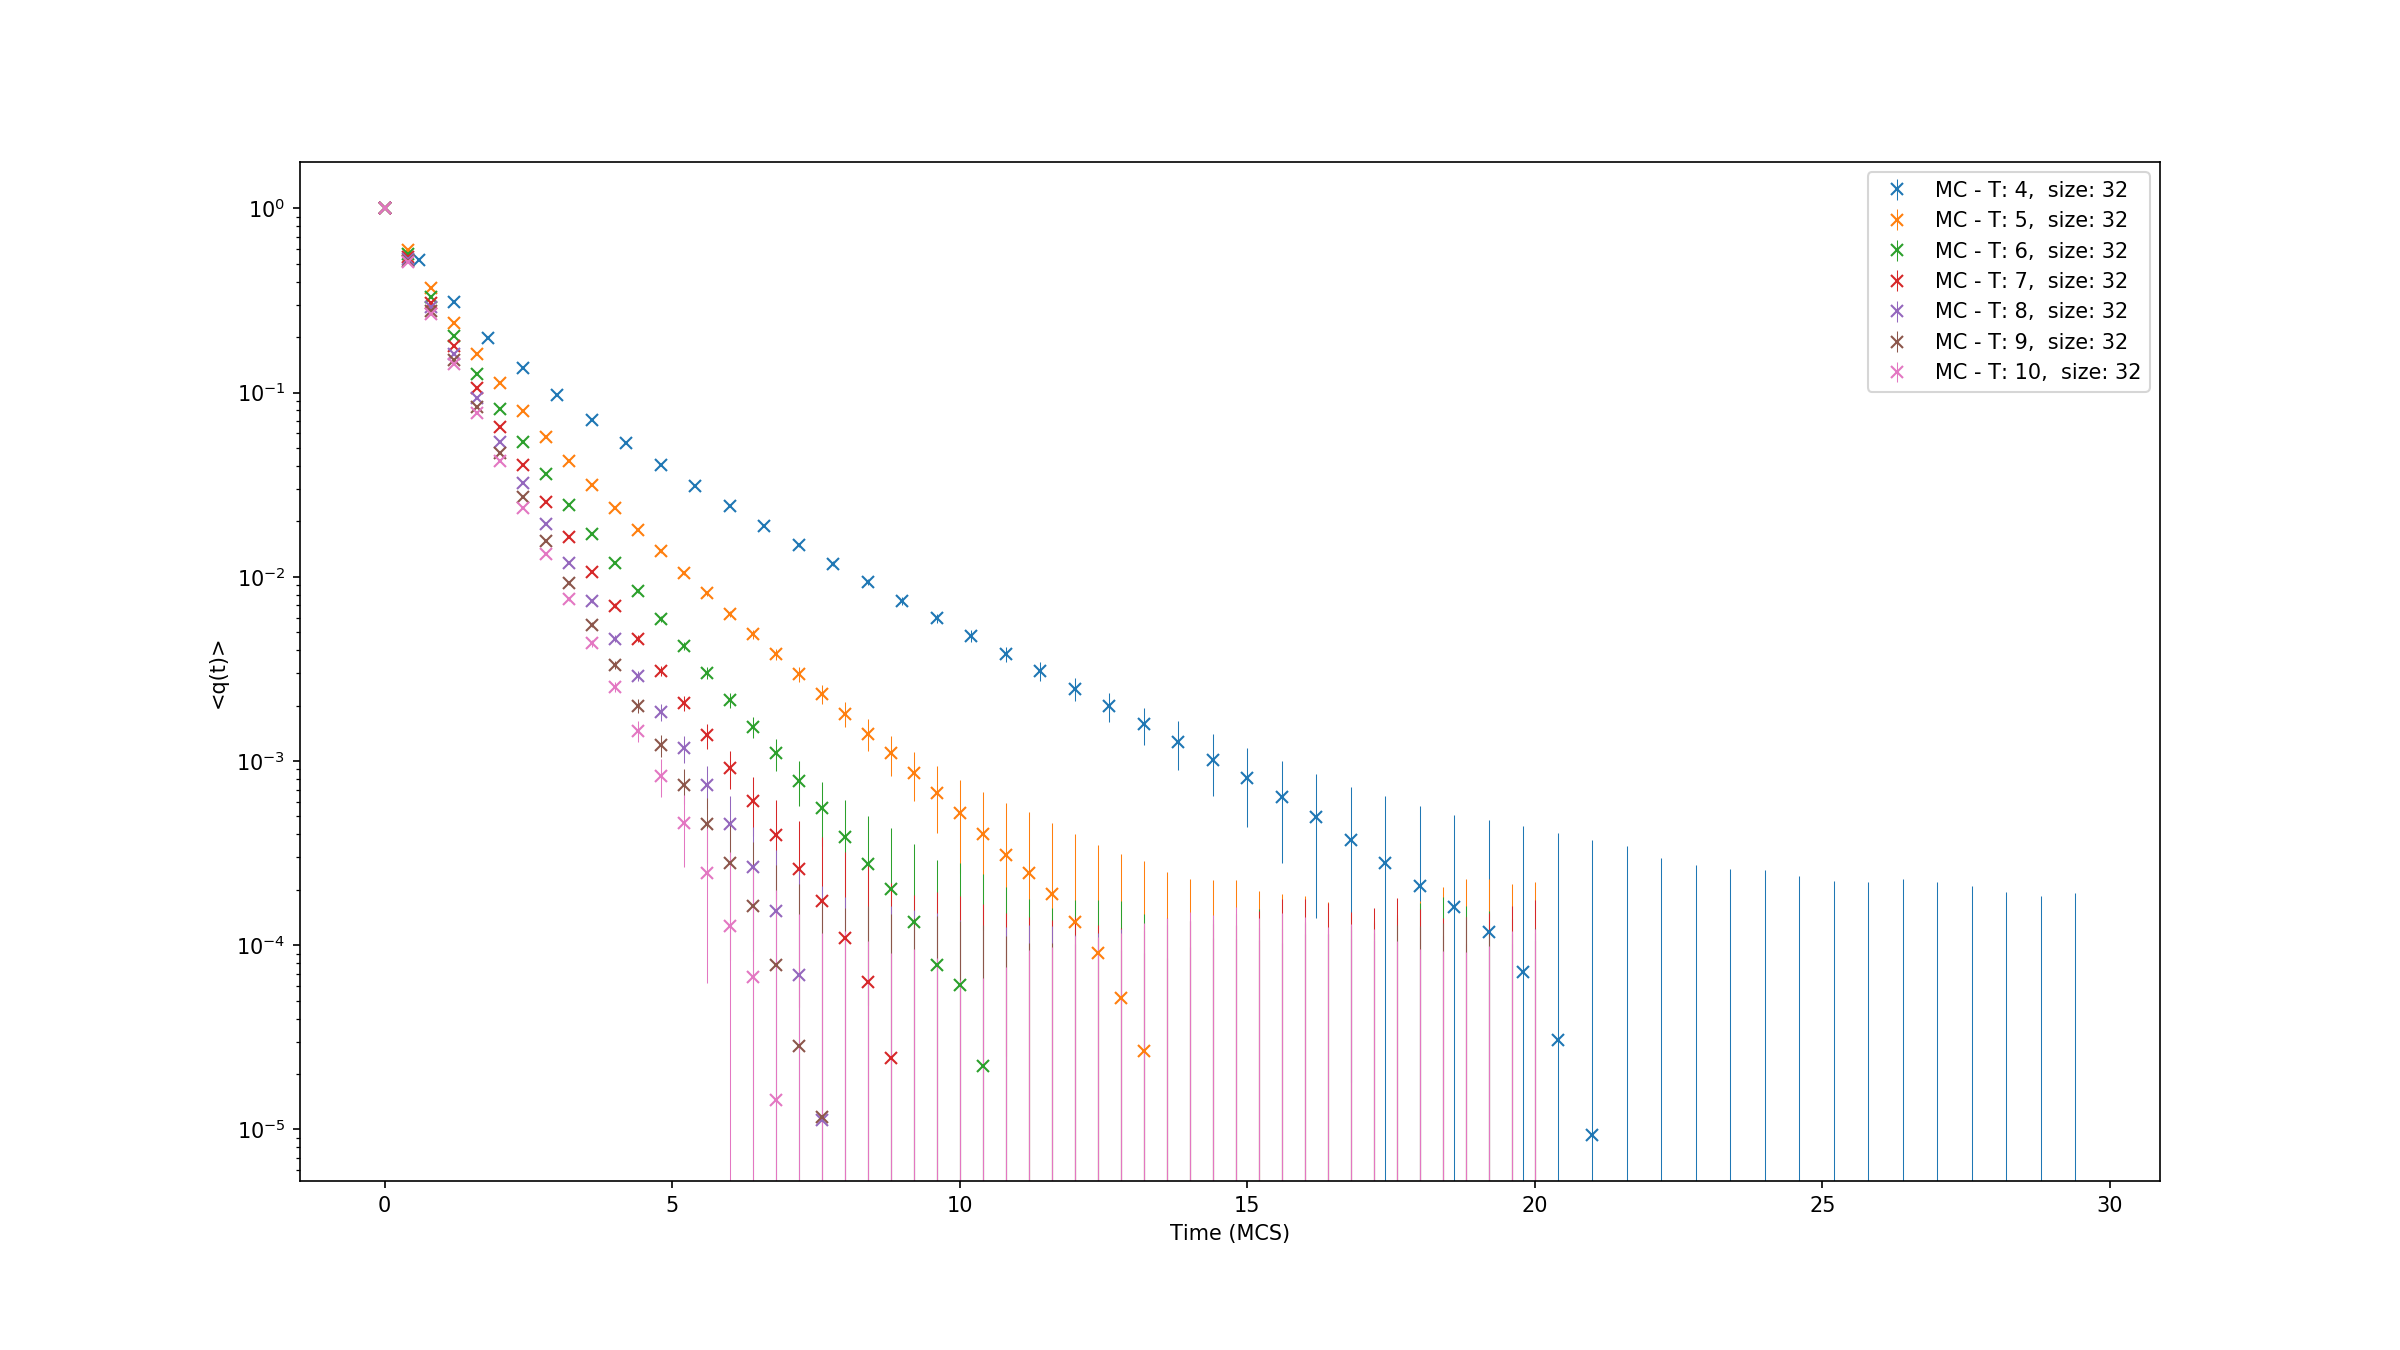 MC - T: 4,  size: 32
MC - T: 5,  size: 32
MC - T: 6,  size: 32
MC - T: 7,  size: 32
MC - T: 8,  size: 32
MC - T: 9,  size: 32
MC - T: 10,  size: 32
10⁰
10⁻¹
10⁻²
10⁻³
10⁻⁴
10⁻⁵
<q(t)>
0 5 10 15 20 25 30
Time (MCS)